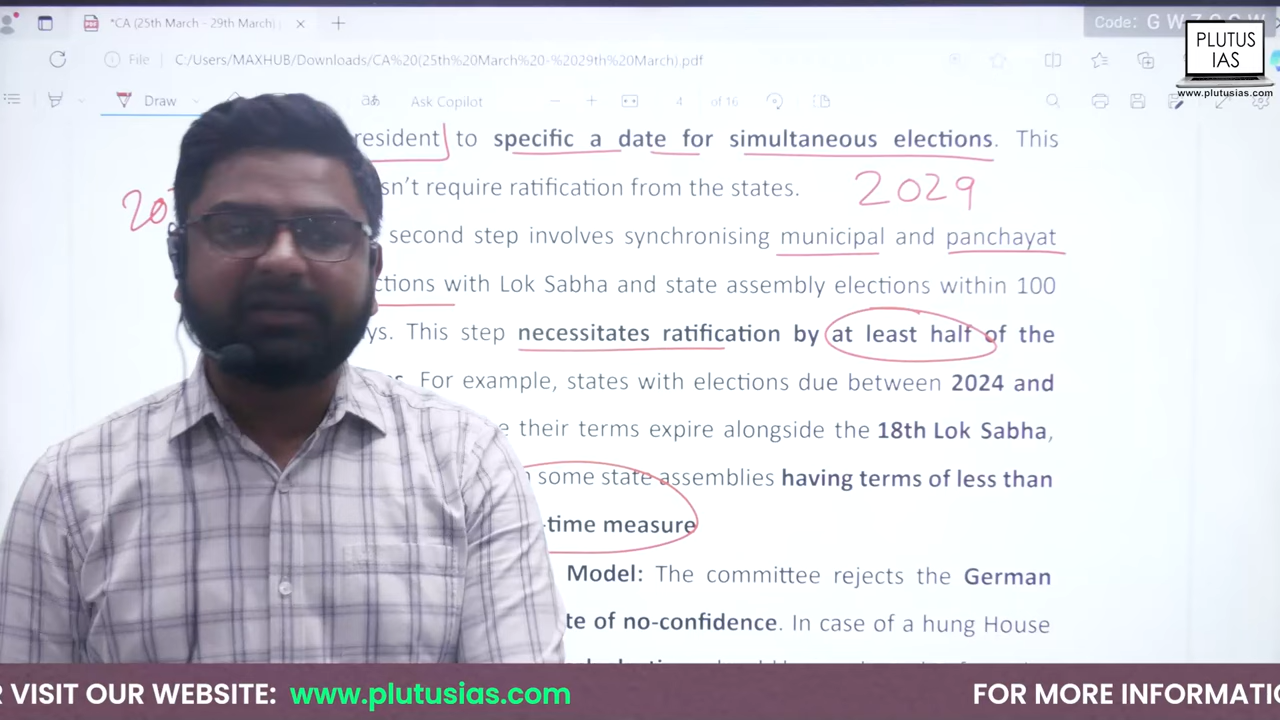 *CA (25th March - 29th March)
Code: G W Z
PLUTUS
IAS
www.plutusias.com
File C:/Users/MAXHUB/Downloads/CA%20(25th%20March%20-%2029th%20March).pdf
Draw aあ Ask Copilot 4 of 16
resident to specific a date for simultaneous elections. This
sn't require ratification from the states. 2029
20
second step involves synchronising municipal and panchayat
ctions with Lok Sabha and state assembly elections within 100
ys. This step necessitates ratification by at least half of the
For example, states with elections due between 2024 and
e their terms expire alongside the 18th Lok Sabha,
some state assemblies having terms of less than
-time measure
Model: The committee rejects the German
te of no-confidence. In case of a hung House
R VISIT OUR WEBSITE: www.plutusias.com FOR MORE INFORMATIO